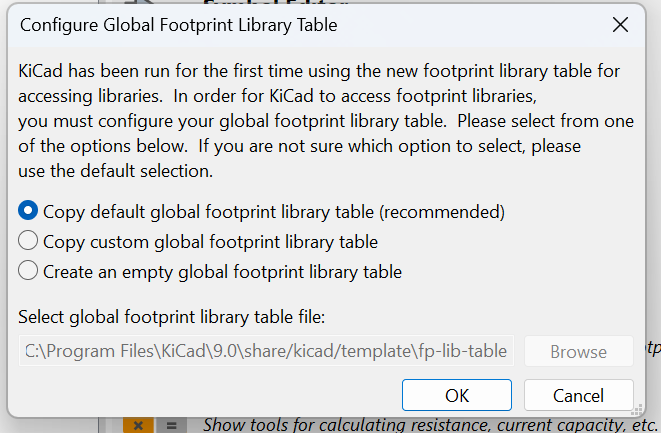 Symbol Editor
Configure Global Footprint Library Table
KiCad has been run for the first time using the new footprint library table for
accessing libraries.  In order for KiCad to access footprint libraries,
you must configure your global footprint library table.  Please select from one
of the options below.  If you are not sure which option to select, please
use the default selection.
Copy default global footprint library table (recommended)
Copy custom global footprint library table
Create an empty global footprint library table
Select global footprint library table file:
C:\Program Files\KiCad\9.0\share/kicad/template\fp-lib-table
Browse
OK
Cancel
Show tools for calculating resistance, current capacity, etc.